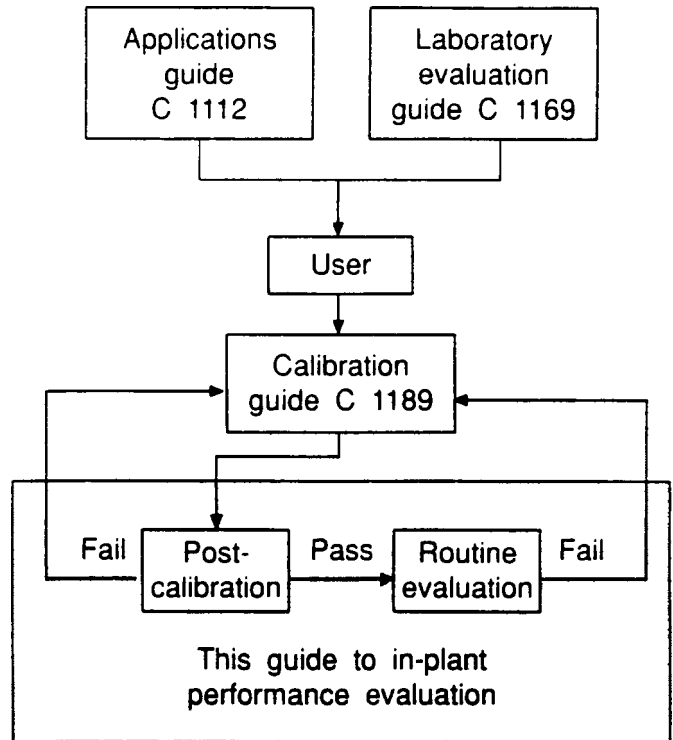 Applications
guide
C 1112
Laboratory
evaluation
guide C 1169
User
Calibration
guide C 1189
Fail
Post-
calibration
Pass
Routine
evaluation
Fail
This guide to in-plant
performance evaluation